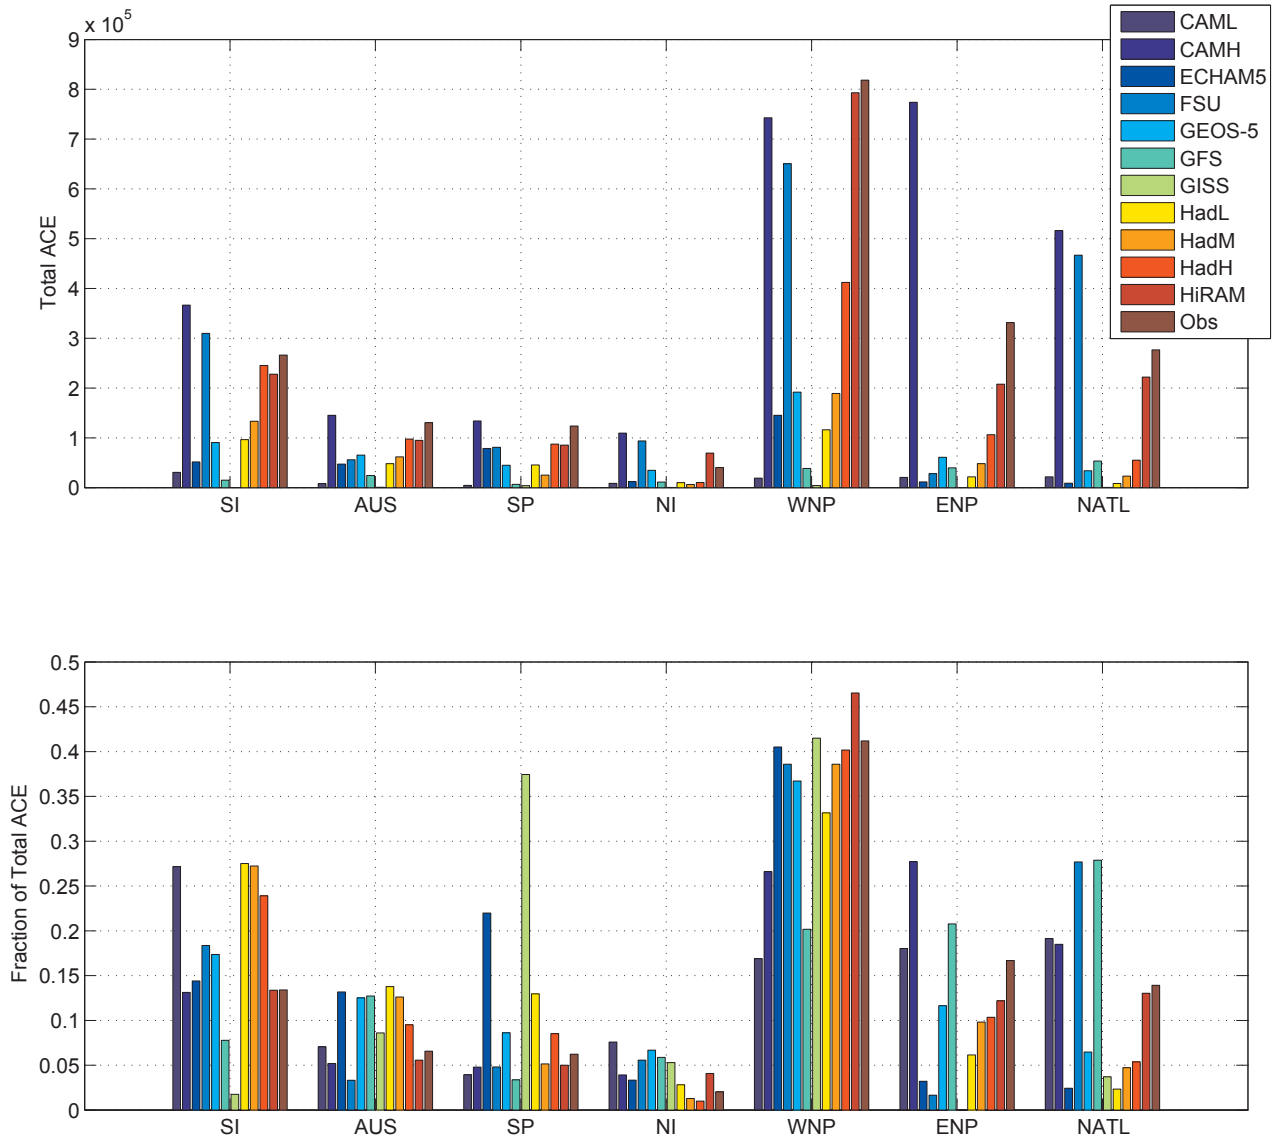 x 10^5
9
8
7
6
5
4
3
2
1
0
Total ACE
SI AUS SP NI WNP ENP NATL
CAML
CAMH
ECHAM5
FSU
GEOS-5
GFS
GISS
HadL
HadM
HadH
HiRAM
Obs
0.5
0.45
0.4
0.35
0.3
0.25
0.2
0.15
0.1
0.05
0
Fraction of Total ACE
SI AUS SP NI WNP ENP NATL